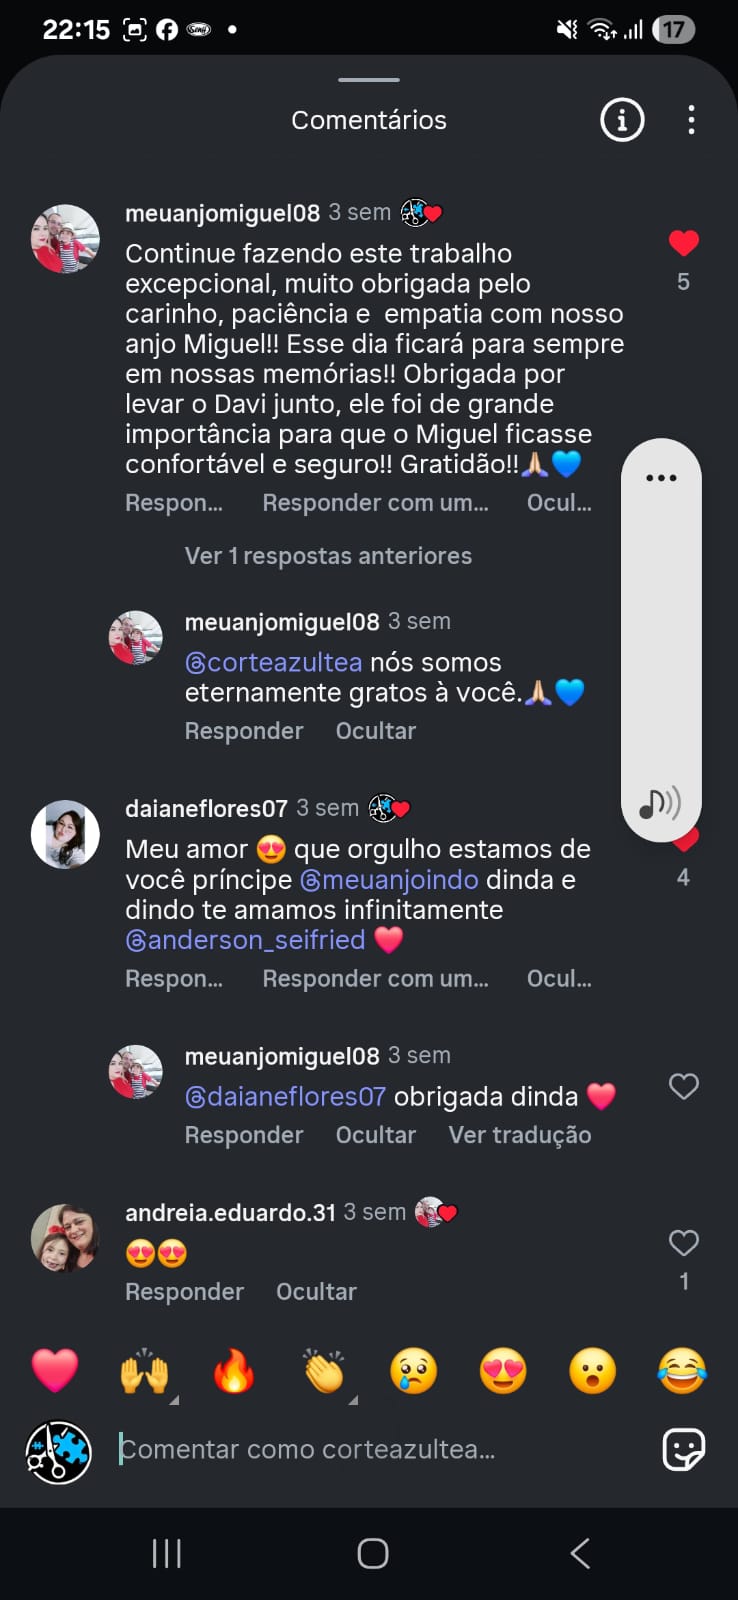 22:15
17
Comentários
meuanjomiguel08 3 sem
Continue fazendo este trabalho
excepcional, muito obrigada pelo
carinho, paciência e  empatia com nosso
anjo Miguel!! Esse dia ficará para sempre
em nossas memórias!! Obrigada por
levar o Davi junto, ele foi de grande
importância para que o Miguel ficasse
confortável e seguro!! Gratidão!!🙏🏻💙
5
Respon... Responder com um... Ocul...
Ver 1 respostas anteriores
meuanjomiguel08 3 sem
@corteazultea nós somos
eternamente gratos à você.🙏🏻💙
Responder Ocultar
daianeflores07 3 sem
Meu amor 😍 que orgulho estamos de
você príncipe @meuanjoindo dinda e
dindo te amamos infinitamente
@anderson_seifried ❤️
4
Respon... Responder com um... Ocul...
meuanjomiguel08 3 sem
@daianeflores07 obrigada dinda ❤️
Responder Ocultar Ver tradução
andreia.eduardo.31 3 sem
😍😍
1
Responder Ocultar
Comentar como corteazultea...